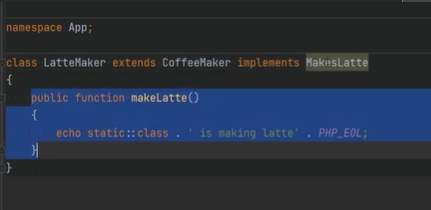 namespace App;
class LatteMaker extends CoffeeMaker implements MakesLatte
{
public function makeLatte()
{
echo static::class . ' is making latte' . PHP_EOL;
}
}